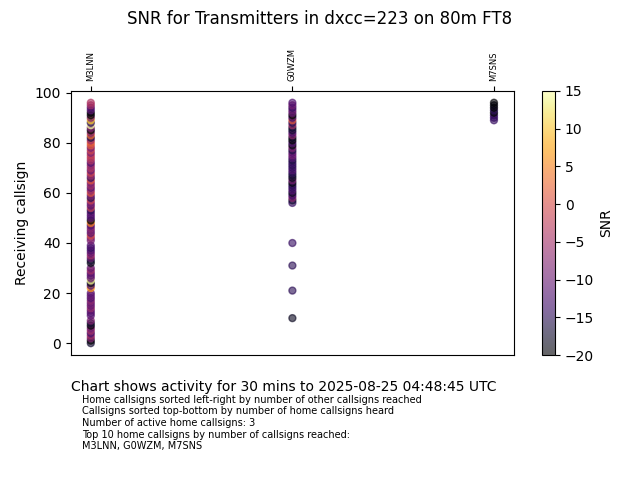 SNR for Transmitters in dxcc=223 on 80m FT8
M3LNN G0WZM M7SNS
100
80
60
40
20
0
Receiving callsign
15
10
5
0
−5
−10
−15
−20
SNR
Chart shows activity for 30 mins to 2025-08-25 04:48:45 UTC
Home callsigns sorted left-right by number of other callsigns reached
Callsigns sorted top-bottom by number of home callsigns heard
Number of active home callsigns: 3
Top 10 home callsigns by number of callsigns reached:
M3LNN, G0WZM, M7SNS